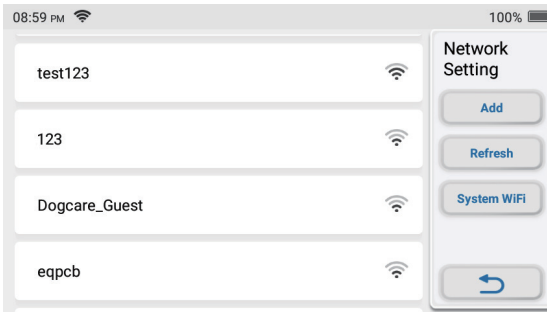 08:59 PM
100%
test123
123
Dogcare_Guest
eqpcb
Network
Setting
Add
Refresh
System WiFi